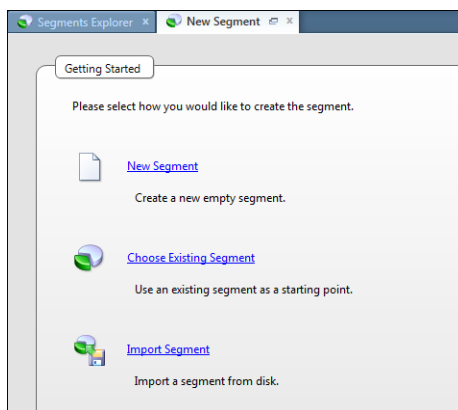 Segments Explorer × New Segment ×
Getting Started
Please select how you would like to create the segment.
New Segment
Create a new empty segment.
Choose Existing Segment
Use an existing segment as a starting point.
Import Segment
Import a segment from disk.